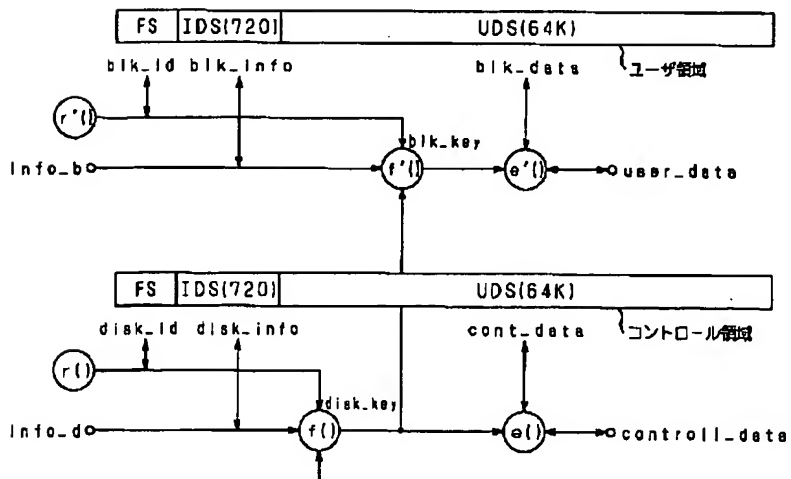 FS IDS(720) UDS(64K)
blk_id blk_info blk_data ユーザ領域
r'()
blk_key
info_b f'() e'() user_data
FS IDS(720) UDS(64K)
disk_id disk_info cont_data コントロール領域
r()
disk_key
info_d f() e() controll_data